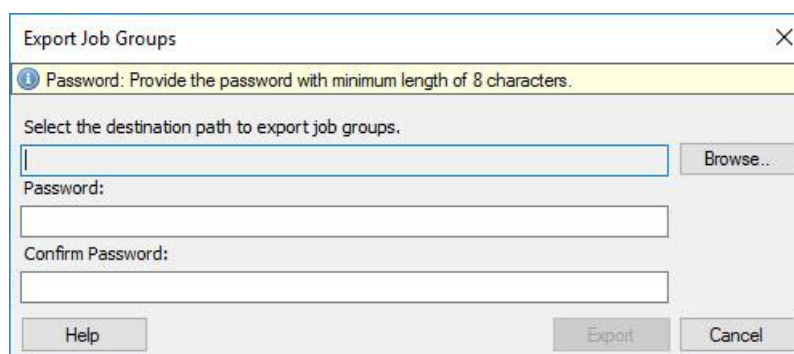 Export Job Groups
Password: Provide the password with minimum length of 8 characters.
Select the destination path to export job groups.
Browse..
Password:
Confirm Password:
Help
Export
Cancel